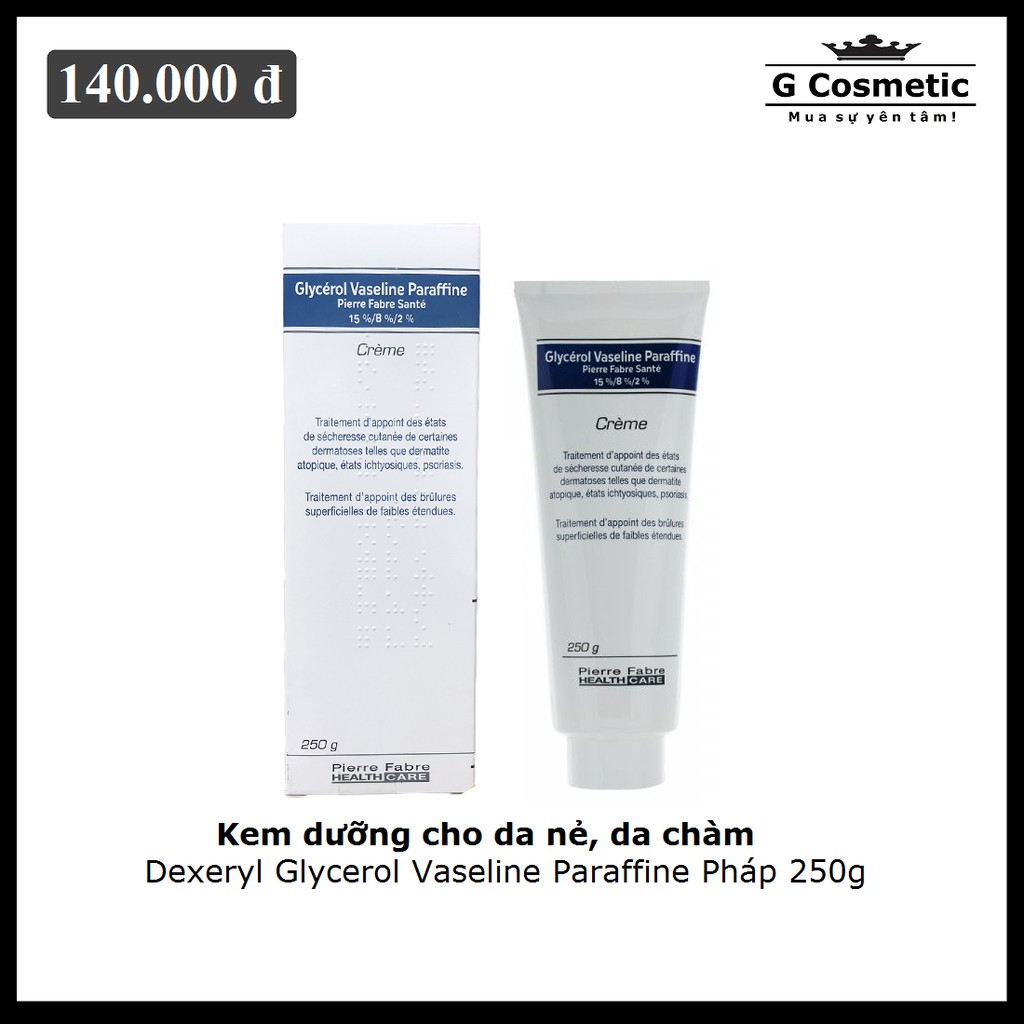 140.000 đ
G Cosmetic
Mua sự yên tâm!
Glycérol Vaseline Paraffine
Pierre Fabre Santé
15 %/8 %/2 %
Crème
Traitement d'appoint des états
de sécheresse cutanée de certaines
dermatoses telles que dermatite
atopique, états ichtyosiques, psoriasis.
Traitement d'appoint des brûlures
superficielles de faibles étendues.
250 g
Pierre Fabre
HEALTH CARE
Glycérol Vaseline Paraffine
Pierre Fabre Santé
15 %/8 %/2 %
Crème
Traitement d'appoint des états
de sécheresse cutanée de certaines
dermatoses telles que dermatite
atopique, états ichtyosiques, psoriasis.
Traitement d'appoint des brûlures
superficielles de faibles étendues.
250 g
Pierre Fabre
HEALTH CARE
Kem dưỡng cho da nẻ, da chàm
Dexeryl Glycerol Vaseline Paraffine Pháp 250g